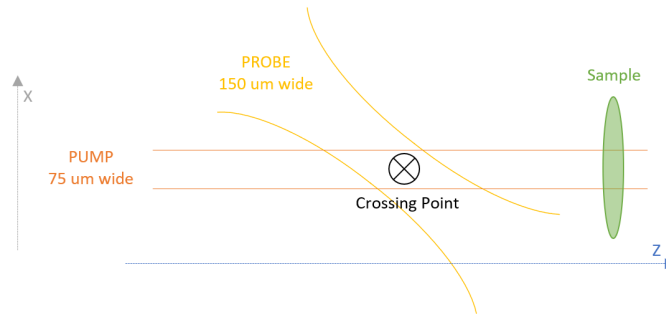 PROBE
150 um wide
Sample
X
PUMP
75 um wide
Crossing Point
Z